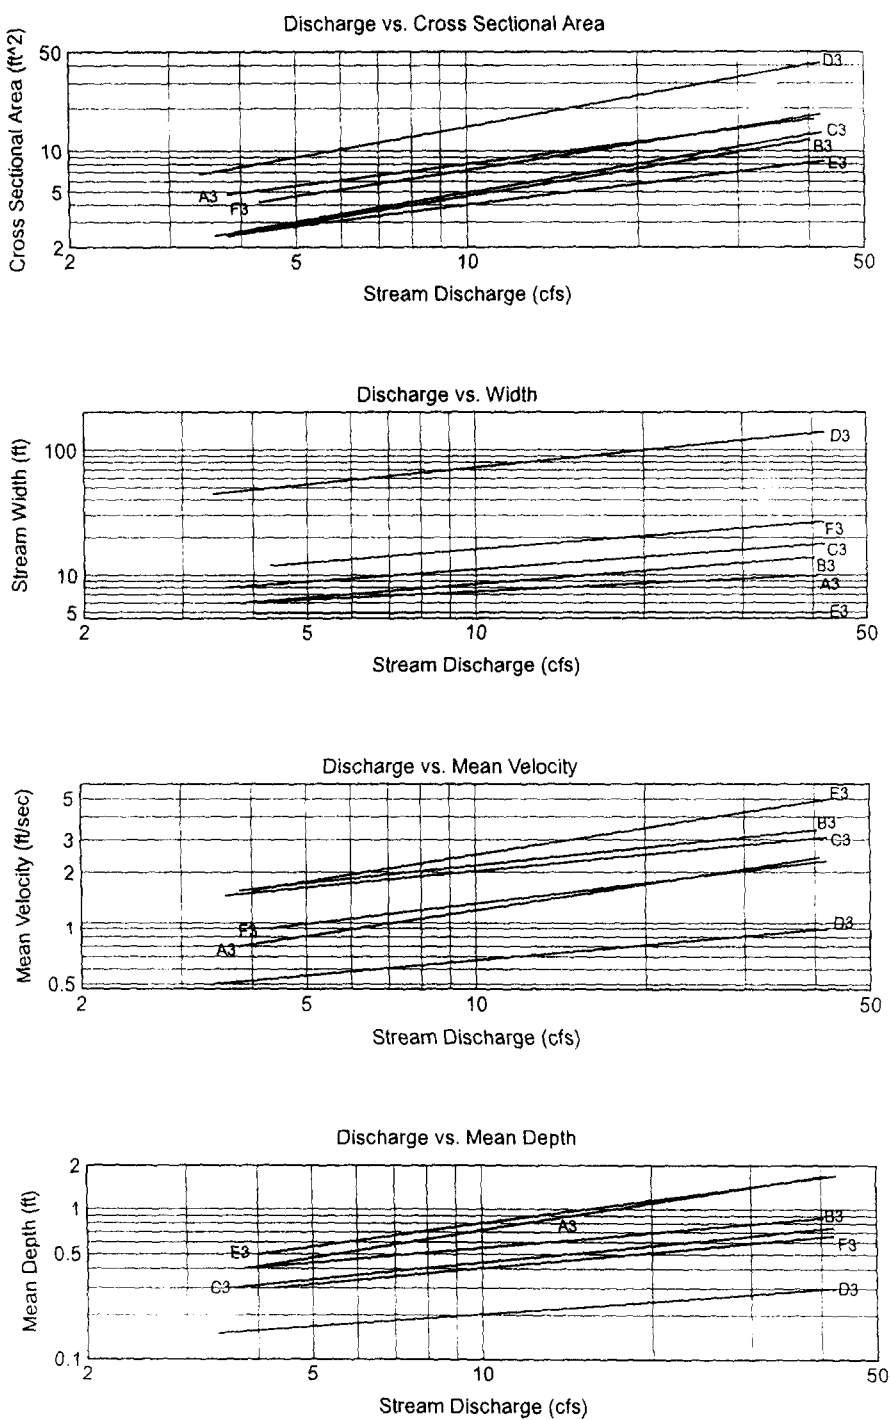 Discharge vs. Cross Sectional Area
Cross Sectional Area (ft^2)
50
10
5
2
D3
C3
B3
E3
A3
F3
2
5
10
50
Stream Discharge (cfs)
Discharge vs. Width
Stream Width (ft)
100
10
5
D3
F3
C3
B3
A3
E3
2
5
10
50
Stream Discharge (cfs)
Discharge vs. Mean Velocity
Mean Velocity (ft/sec)
5
3
2
1
0.5
E3
B3
C3
F3
A3
D3
2
5
10
50
Stream Discharge (cfs)
Discharge vs. Mean Depth
Mean Depth (ft)
2
1
0.5
0.1
A3
B3
E3
F3
C3
D3
2
5
10
50
Stream Discharge (cfs)